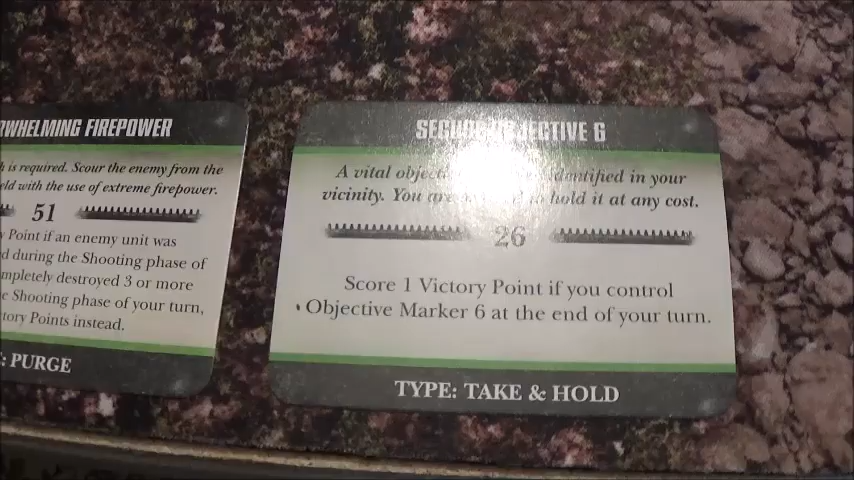 RWHELMING FIREPOWER
h is required. Scour the enemy from the
eld with the use of extreme firepower.
51
y Point if an enemy unit was
d during the Shooting phase of
mpletely destroyed 3 or more
e Shooting phase of your turn,
tory Points instead.
: PURGE
6
A vital in your
vicinity. You hold it at any cost.
26
Score 1 Victory Point if you control
Objective Marker 6 at the end of your turn.
TYPE: TAKE & HOLD